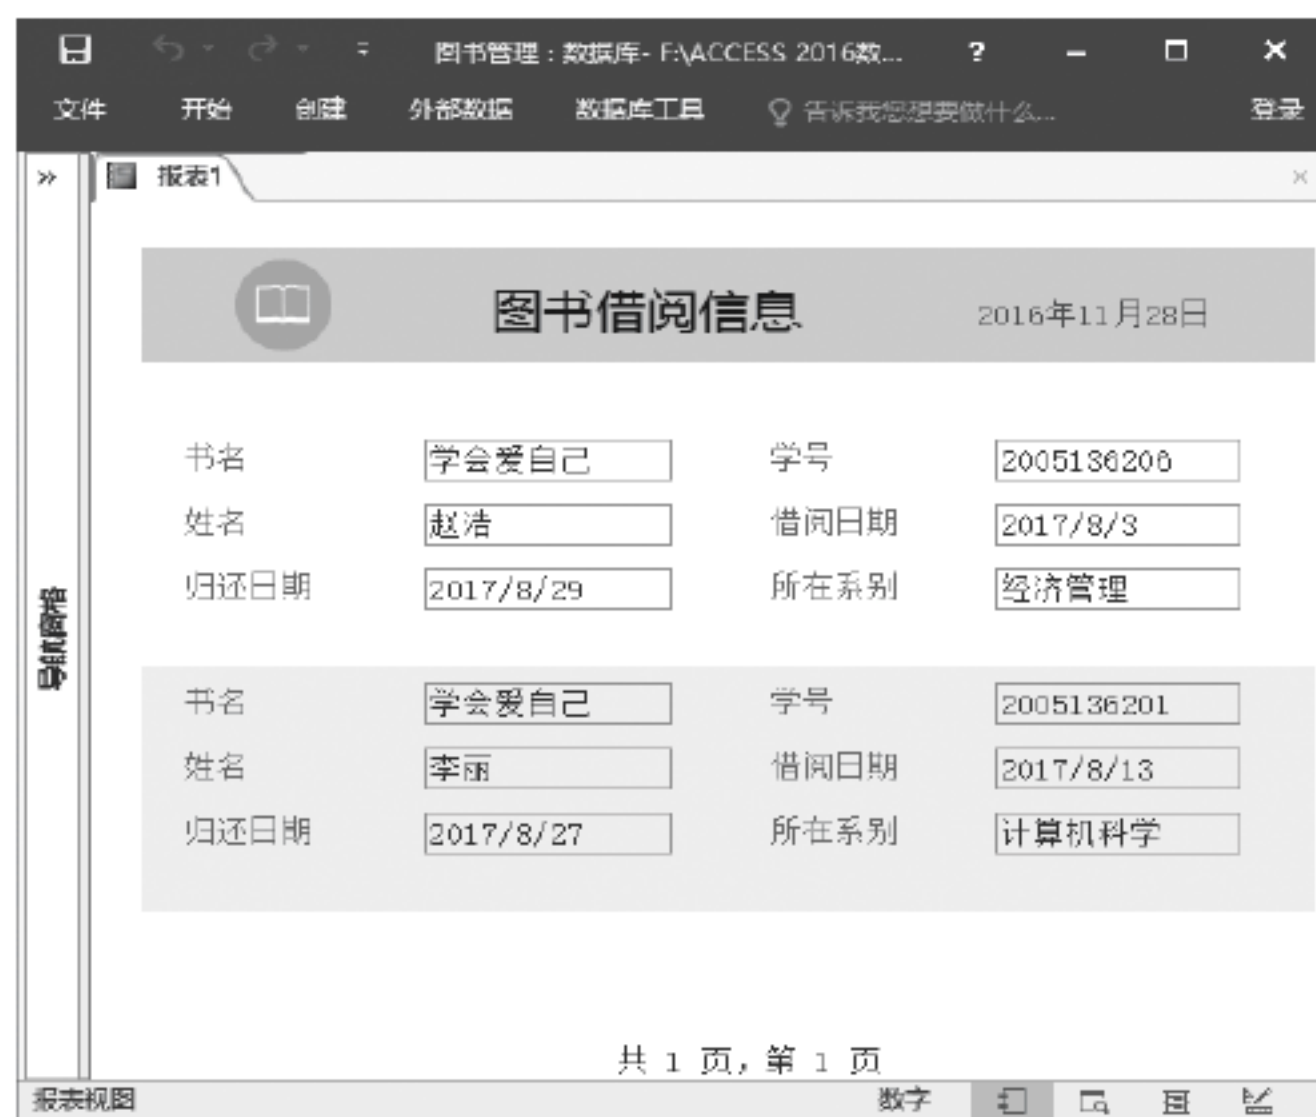 图书管理：数据库- F:\ACCESS 2016数... ?
文件 开始 创建 外部数据 数据库工具 告诉我您想要做什么... 登录
» 报表1
导航窗格
图书借阅信息 2016年11月28日
书名 学会爱自己 学号 2005136206
姓名 赵浩 借阅日期 2017/8/3
归还日期 2017/8/29 所在系别 经济管理
书名 学会爱自己 学号 2005136201
姓名 李丽 借阅日期 2017/8/13
归还日期 2017/8/27 所在系别 计算机科学
共 1 页，第 1 页
报表视图 数字